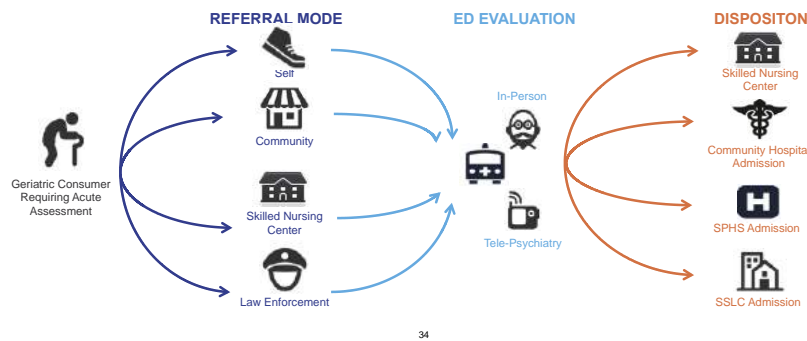 REFERRAL MODE
ED EVALUATION
DISPOSITON
Self
Community
Skilled Nursing
Center
Law Enforcement
Geriatric Consumer
Requiring Acute
Assessment
In-Person
Tele-Psychiatry
Skilled Nursing
Center
Community Hospita
Admission
SPHS Admission
SSLC Admission
34